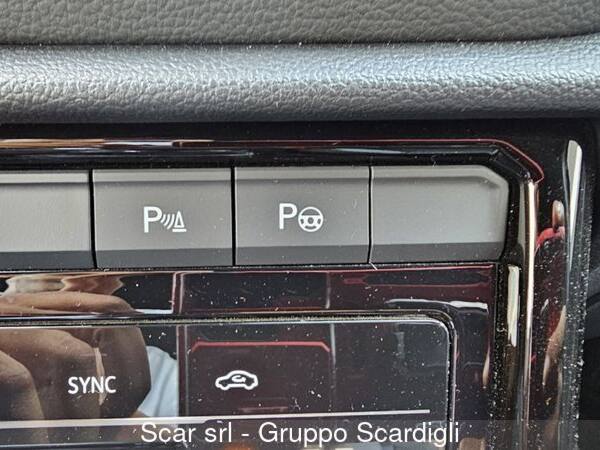 P P
SYNC
Scar srl - Gruppo Scardigli